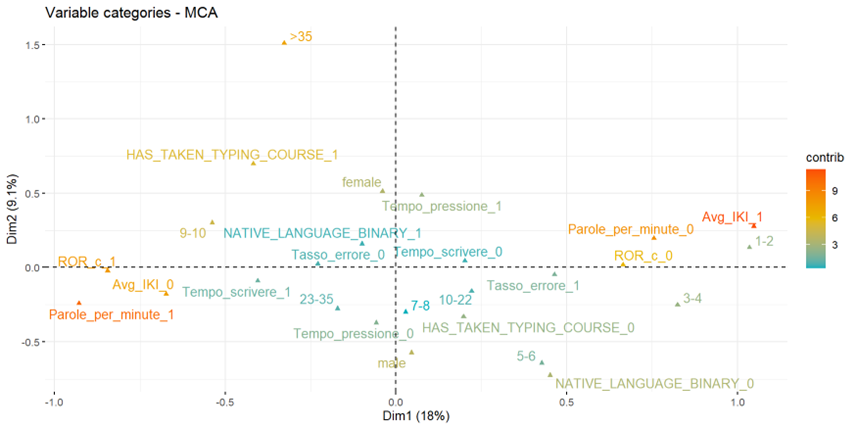 Variable categories - MCA
>35
1.5
1.0
HAS_TAKEN_TYPING_COURSE_1
female
0.5
Tempo_pressione_1
Avg_IKI_1
Parole_per_minute_0
9-10
NATIVE_LANGUAGE_BINARY_1
1-2
Tasso_errore_0
Tempo_scrivere_0
ROR_c_0
ROR_c_1
0.0
Avg_IKI_0
Tempo_scrivere_1
Tasso_errore_1
23-35
7-8
10-22
3-4
Parole_per_minute_1
Tempo_pressione_0
HAS_TAKEN_TYPING_COURSE_0
-0.5
male
5-6
NATIVE_LANGUAGE_BINARY_0
-1.0
-0.5
0.0
0.5
1.0
Dim1 (18%)
Dim2 (9.1%)
contrib
9
6
3